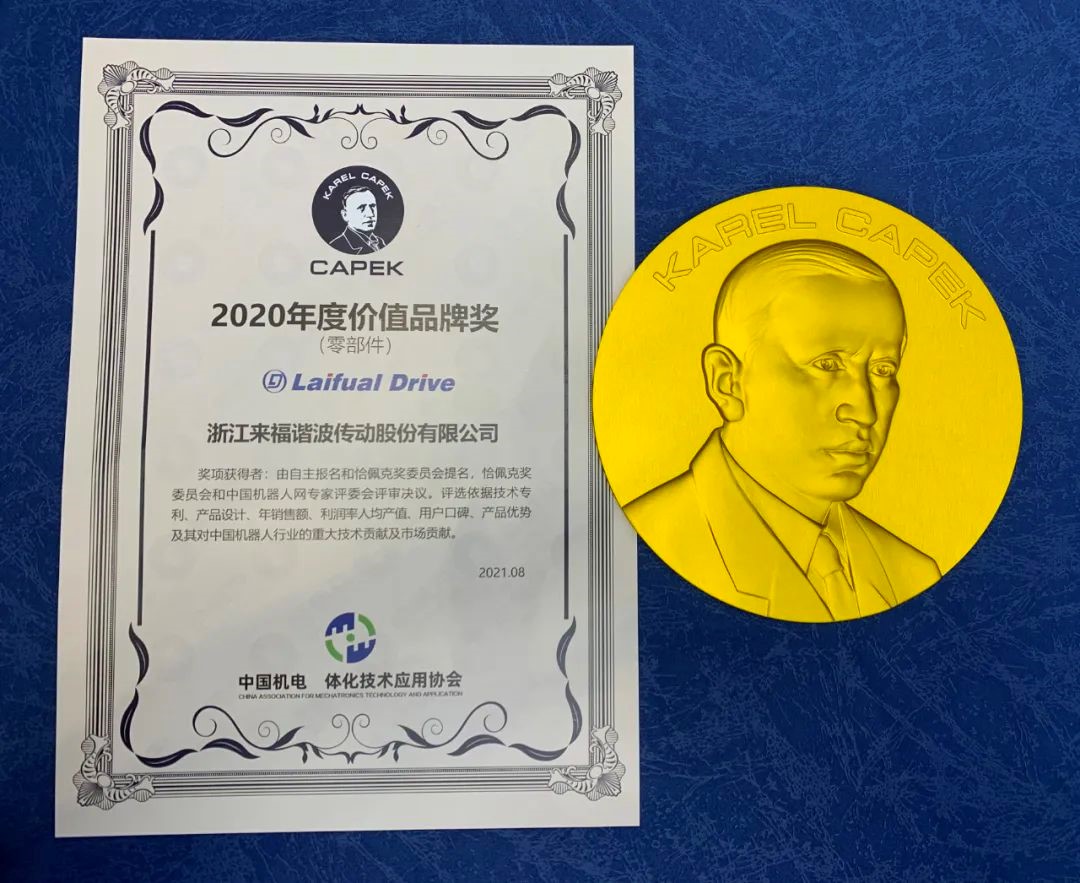 KAREL CAPEK
CAPEK
2020年度价值品牌奖
（零部件）
Laifual Drive
浙江来福谐波传动股份有限公司
奖项获得者：由自主报名和恰佩克奖委员会提名，恰佩克奖
委员会和中国机器人网专家评委会评审决议。评选依据技术专
利、产品设计、年销售额、利润率人均产值、用户口碑、产品优势
及其对中国机器人行业的重大技术贡献及市场贡献。
2021.08
中国机电 体化技术应用协会
CHINA ASSOCIATION FOR MECHATRONICS TECHNOLOGY AND APPLICATION
KAREL CAPEK